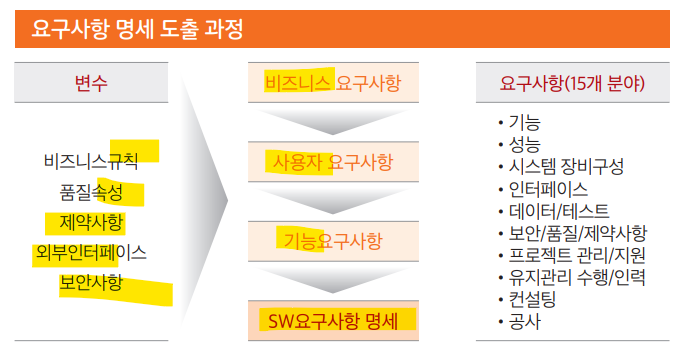 요구사항 명세 도출 과정
변수
비즈니스규칙
품질속성
제약사항
외부인터페이스
보안사항
비즈니스 요구사항
사용자 요구사항
기능요구사항
SW요구사항 명세
요구사항(15개 분야)
• 기능
• 성능
• 시스템 장비구성
• 인터페이스
• 데이터/테스트
• 보안/품질/제약사항
• 프로젝트 관리/지원
• 유지관리 수행/인력
• 컨설팅
• 공사